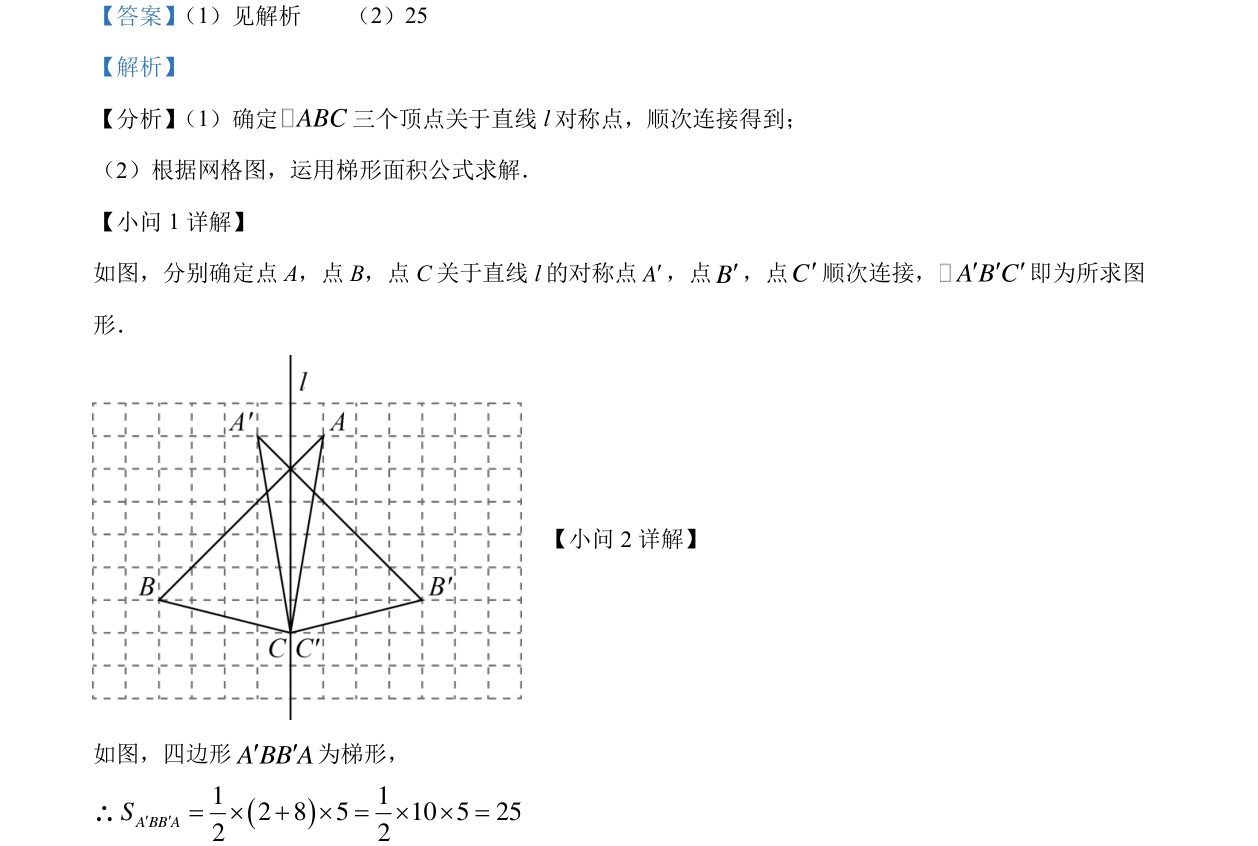 【答案】（1）见解析 （2）25
【解析】
【分析】（1）确定□ABC 三个顶点关于直线 l 对称点，顺次连接得到；
（2）根据网格图，运用梯形面积公式求解．
【小问 1 详解】
如图，分别确定点 A，点 B，点 C 关于直线 l 的对称点 A′，点 B′，点 C′ 顺次连接，□A′B′C′ 即为所求图
形．
l
A′ A
B B′
C C′
【小问 2 详解】
如图，四边形 A′BB′A 为梯形，
∴ S_{A′BB′A} = 1/2 ×(2+8)×5 = 1/2 ×10×5 = 25